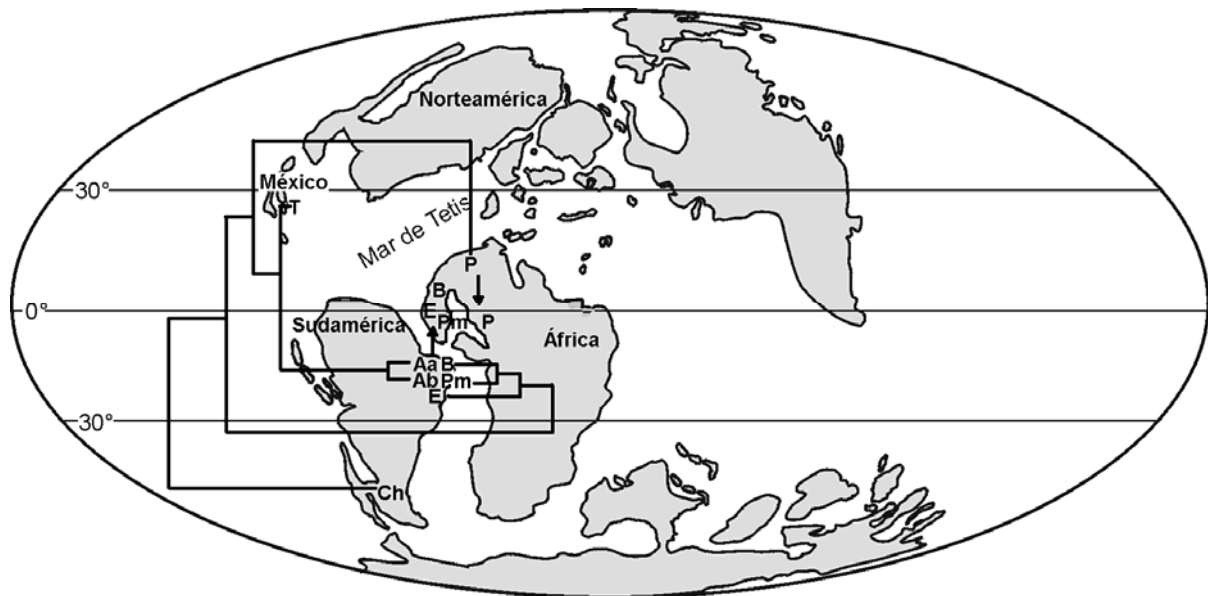 Norteamérica
México
30°
T
Mar de Tetis
P
B
0°
E
Sudamérica
Pm
P
África
Aa B
Ab Pm
E
30°
Ch